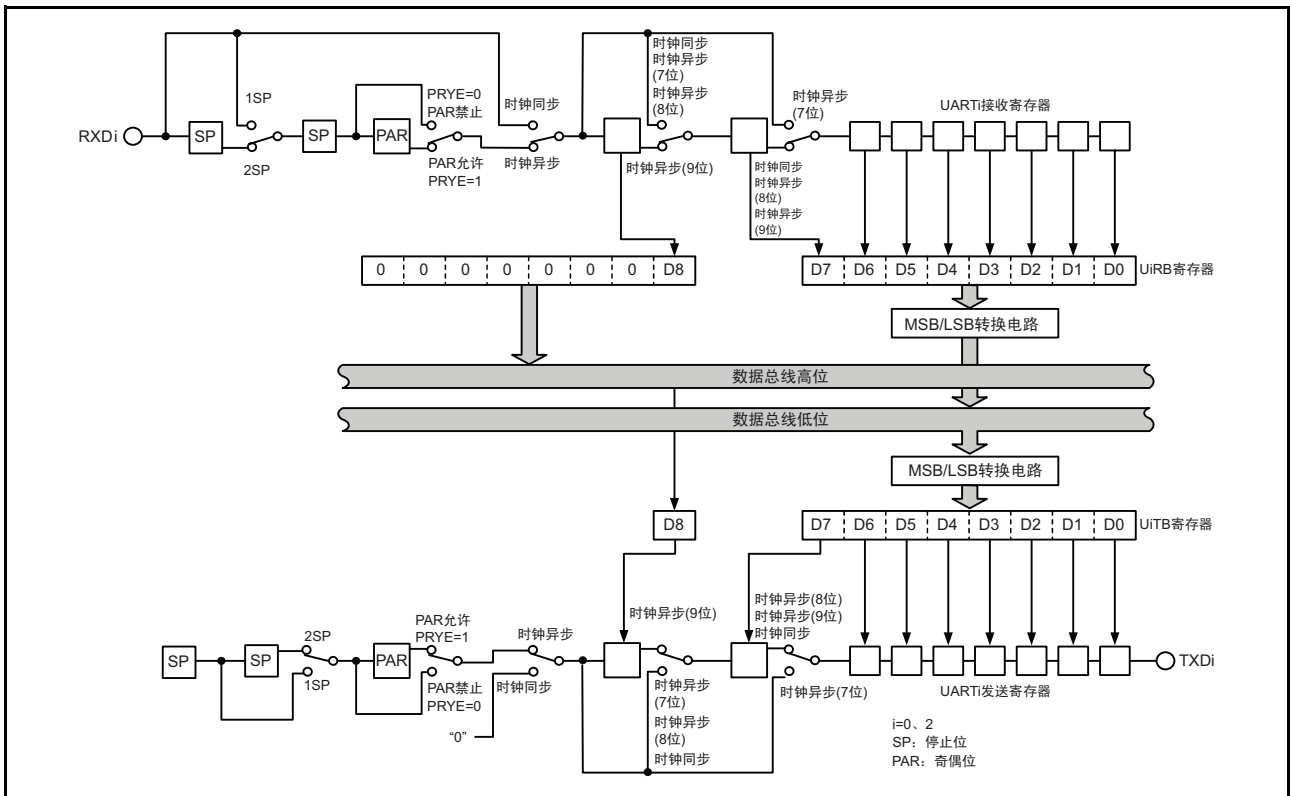 RXDi
SP
1SP
2SP
SP
PAR
PRYE=0
PAR禁止
PAR允许
PRYE=1
时钟同步
时钟异步
时钟同步
时钟异步
(7位)
时钟异步
(8位)
时钟异步(9位)
时钟异步
(7位)
时钟同步
时钟异步
(8位)
时钟异步
(9位)
UARTi接收寄存器
0 0 0 0 0 0 0 D8
D7 D6 D5 D4 D3 D2 D1 D0
UiRB寄存器
MSB/LSB转换电路
数据总线高位
数据总线低位
MSB/LSB转换电路
D8
D7 D6 D5 D4 D3 D2 D1 D0
UiTB寄存器
SP
SP
2SP
1SP
PAR
PAR允许
PRYE=1
PAR禁止
PRYE=0
时钟异步
时钟同步
“0”
时钟异步(9位)
时钟异步
(7位)
时钟异步
(8位)
时钟同步
时钟异步(8位)
时钟异步(9位)
时钟同步
时钟异步(7位)
UARTi发送寄存器
TXDi
i=0、2
SP：停止位
PAR：奇偶位